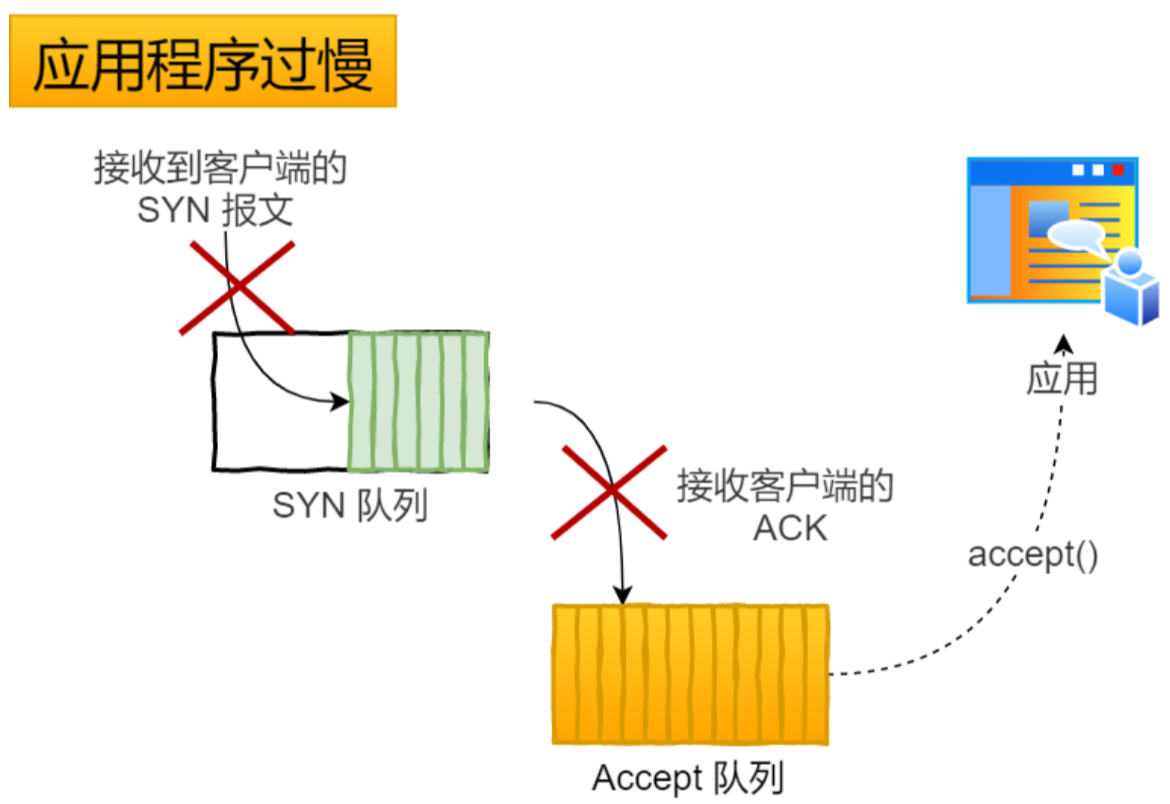 应用程序过慢
接收到客户端的
SYN 报文
SYN 队列
接收客户端的
ACK
应用
accept()
Accept 队列